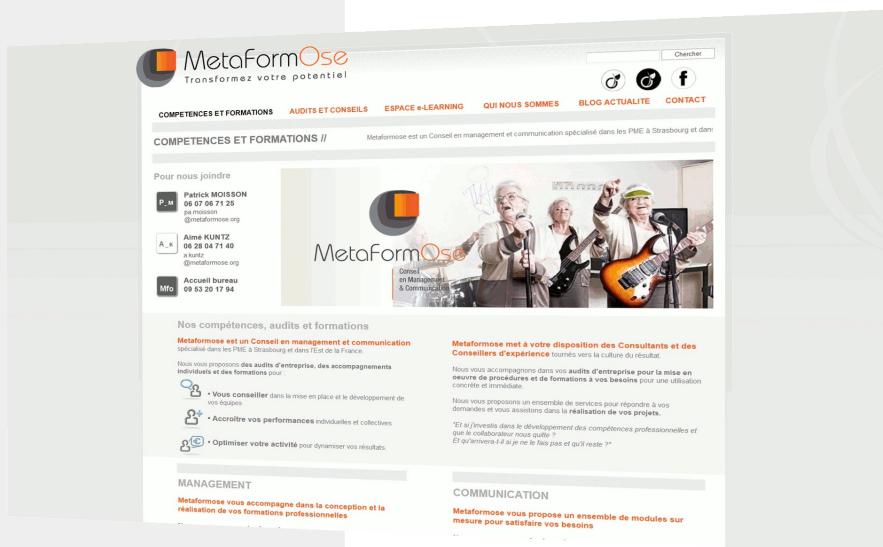 MetaFormOse
Transformez votre potentiel
Chercher
COMPETENCES ET FORMATIONS
AUDITS ET CONSEILS
ESPACE e-LEARNING
QUI NOUS SOMMES
BLOG ACTUALITE
CONTACT
COMPETENCES ET FORMATIONS //
Metaformose est un Conseil en management et communication spécialisé dans les PME à Strasbourg et dans
Pour nous joindre
P_M
Patrick MOISSON
06 07 06 71 25
pa.moisson
@metaformose.org
A_K
Aimé KUNTZ
06 28 04 71 40
a.kuntz
@metaformose.org
Mfo
Accueil bureau
09 53 20 17 94
MetaFormOse
Conseil
en Management
& Communication
Nos compétences, audits et formations
Metaformose est un Conseil en management et communication
spécialisé dans les PME à Strasbourg et dans l'Est de la France.
Nous vous proposons des audits d'entreprise, des accompagnements
individuels et des formations pour :
• Vous conseiller dans la mise en place et le développement de
vos équipes
• Accroître vos performances individuelles et collectives
• Optimiser votre activité pour dynamiser vos résultats.
Metaformose met à votre disposition des Consultants et des
Conseillers d'expérience tournés vers la culture du résultat.
Nous vous accompagnons dans vos audits d'entreprise pour la mise en
oeuvre de procédures et de formations à vos besoins pour une utilisation
concrète et immédiate.
Nous vous proposons un ensemble de services pour répondre à vos
demandes et vous assistons dans la réalisation de vos projets.
"Et si j'investis dans le développement des compétences professionnelles et
que le collaborateur nous quitte ?
Et qu'arrivera-t-il si je ne le fais pas et qu'il reste ?"
MANAGEMENT
Metaformose vous accompagne dans la conception et la
réalisation de vos formations professionnelles
COMMUNICATION
Metaformose vous propose un ensemble de modules sur
mesure pour satisfaire vos besoins